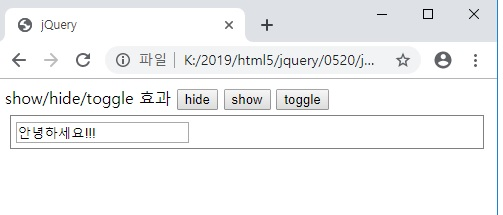 jQuery
파일 K:/2019/html5/jquery/0520/j...
show/hide/toggle 효과 hide show toggle
안녕하세요!!!